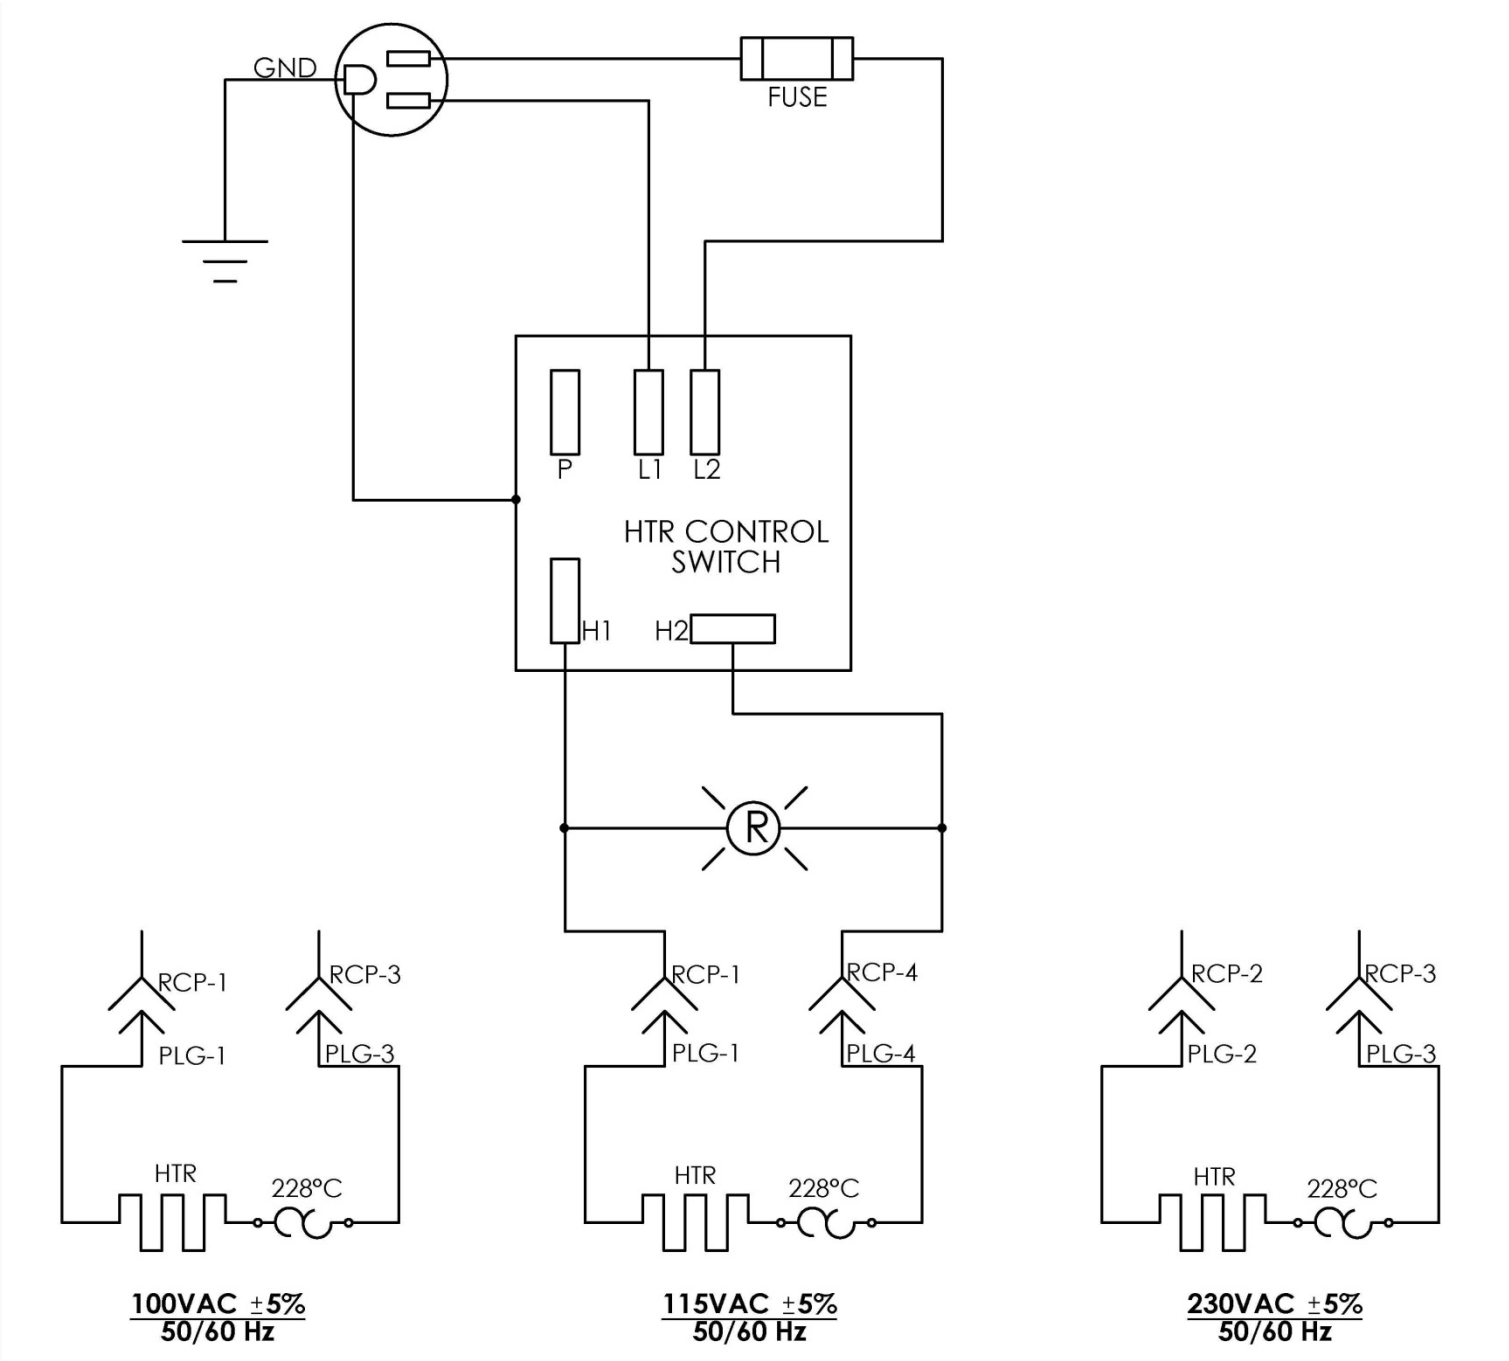 GND
FUSE
P
L1
L2
HTR CONTROL
SWITCH
H1
H2
R
RCP-1
RCP-3
PLG-1
PLG-3
HTR
228°C
100VAC ±5%
50/60 Hz
RCP-1
RCP-4
PLG-1
PLG-4
HTR
228°C
115VAC ±5%
50/60 Hz
RCP-2
RCP-3
PLG-2
PLG-3
HTR
228°C
230VAC ±5%
50/60 Hz